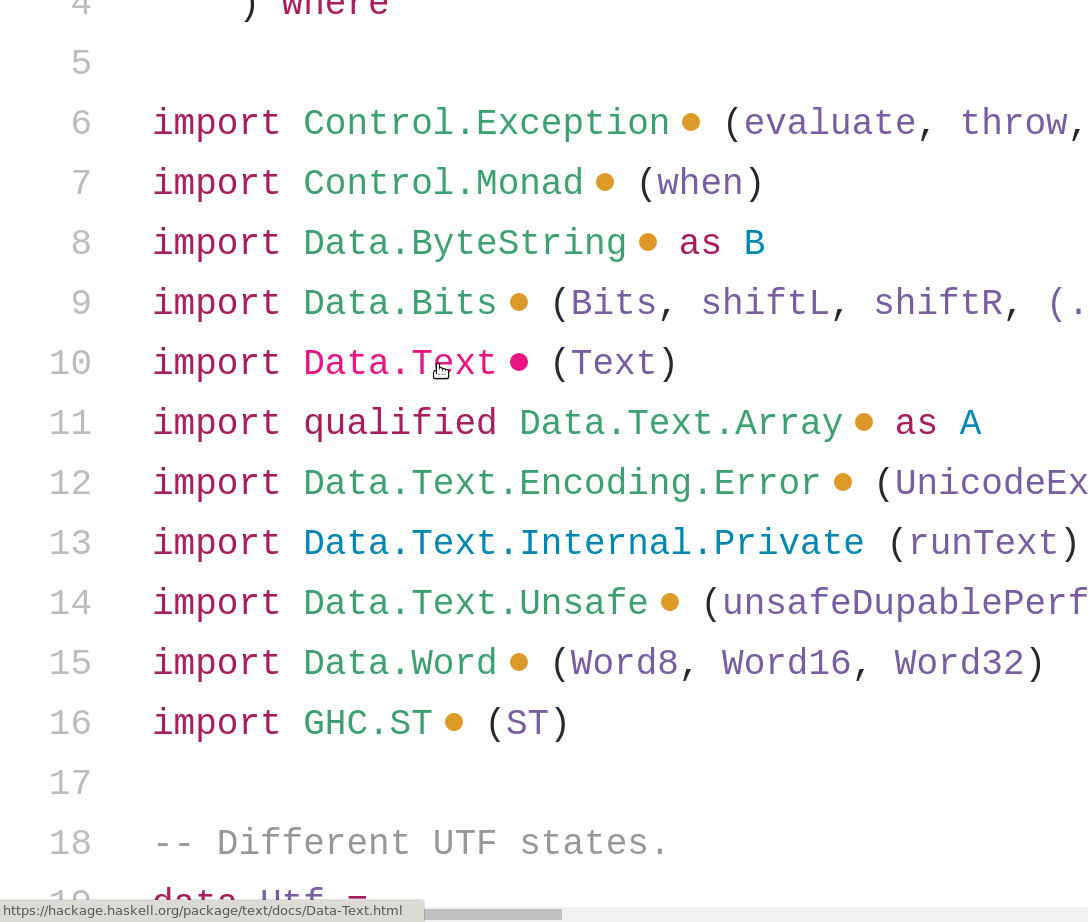 4 ) where
5
6 import Control.Exception (evaluate, throw,
7 import Control.Monad (when)
8 import Data.ByteString as B
9 import Data.Bits (Bits, shiftL, shiftR, (.
10 import Data.Text (Text)
11 import qualified Data.Text.Array as A
12 import Data.Text.Encoding.Error (UnicodeEx
13 import Data.Text.Internal.Private (runText)
14 import Data.Text.Unsafe (unsafeDupablePerf
15 import Data.Word (Word8, Word16, Word32)
16 import GHC.ST (ST)
17
18 -- Different UTF states.
19 data Utf =
https://hackage.haskell.org/package/text/docs/Data-Text.html